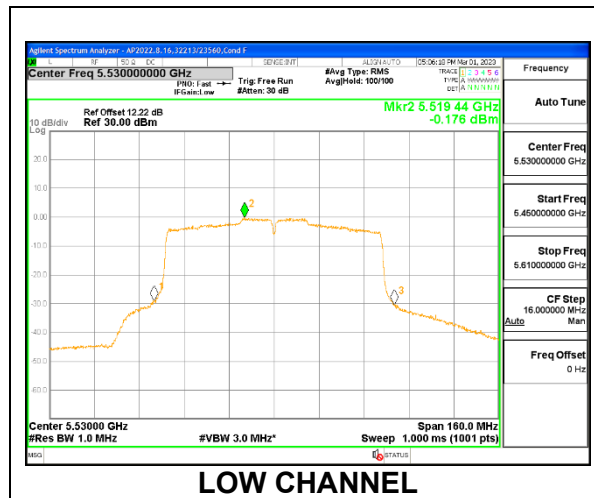 Agilent Spectrum Analyzer - AP2022.8.16,32213/23560,Cond F
L RF 50 Ω DC SENSE:INT ALIGN AUTO 05:06:18 PM Mar 01, 2023
Center Freq 5.530000000 GHz
PNO: Fast
IFGain:Low
Trig: Free Run
#Atten: 30 dB
#Avg Type: RMS
Avg|Hold: 100/100
TRACE 1 2 3 4 5 6
TYPE A
DET A N N N N N
Frequency
Mkr2 5.519 44 GHz
-0.176 dBm
Ref Offset 12.22 dB
10 dB/div Ref 30.00 dBm
Log
20.0
10.0
0.00
-10.0
-20.0
-30.0
-40.0
-50.0
-60.0
1
2
3
Auto Tune
Center Freq
5.530000000 GHz
Start Freq
5.450000000 GHz
Stop Freq
5.610000000 GHz
CF Step
16.000000 MHz
Auto Man
Freq Offset
0 Hz
Center 5.53000 GHz Span 160.0 MHz
#Res BW 1.0 MHz #VBW 3.0 MHz* Sweep 1.000 ms (1001 pts)
MSG STATUS
LOW CHANNEL